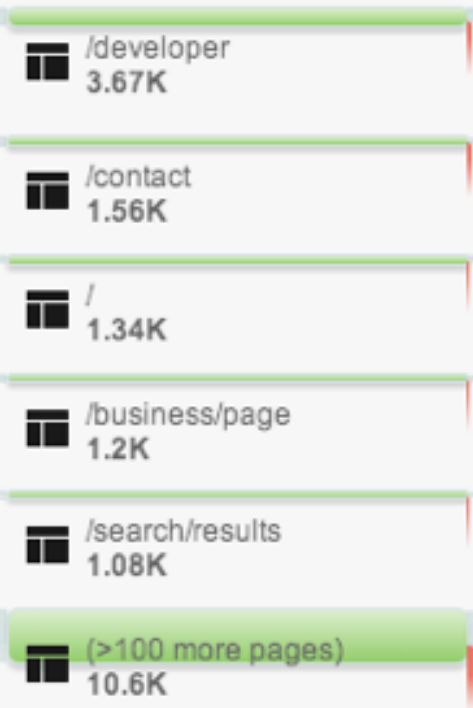 /developer
3.67K
/contact
1.56K
/
1.34K
/business/page
1.2K
/search/results
1.08K
(>100 more pages)
10.6K